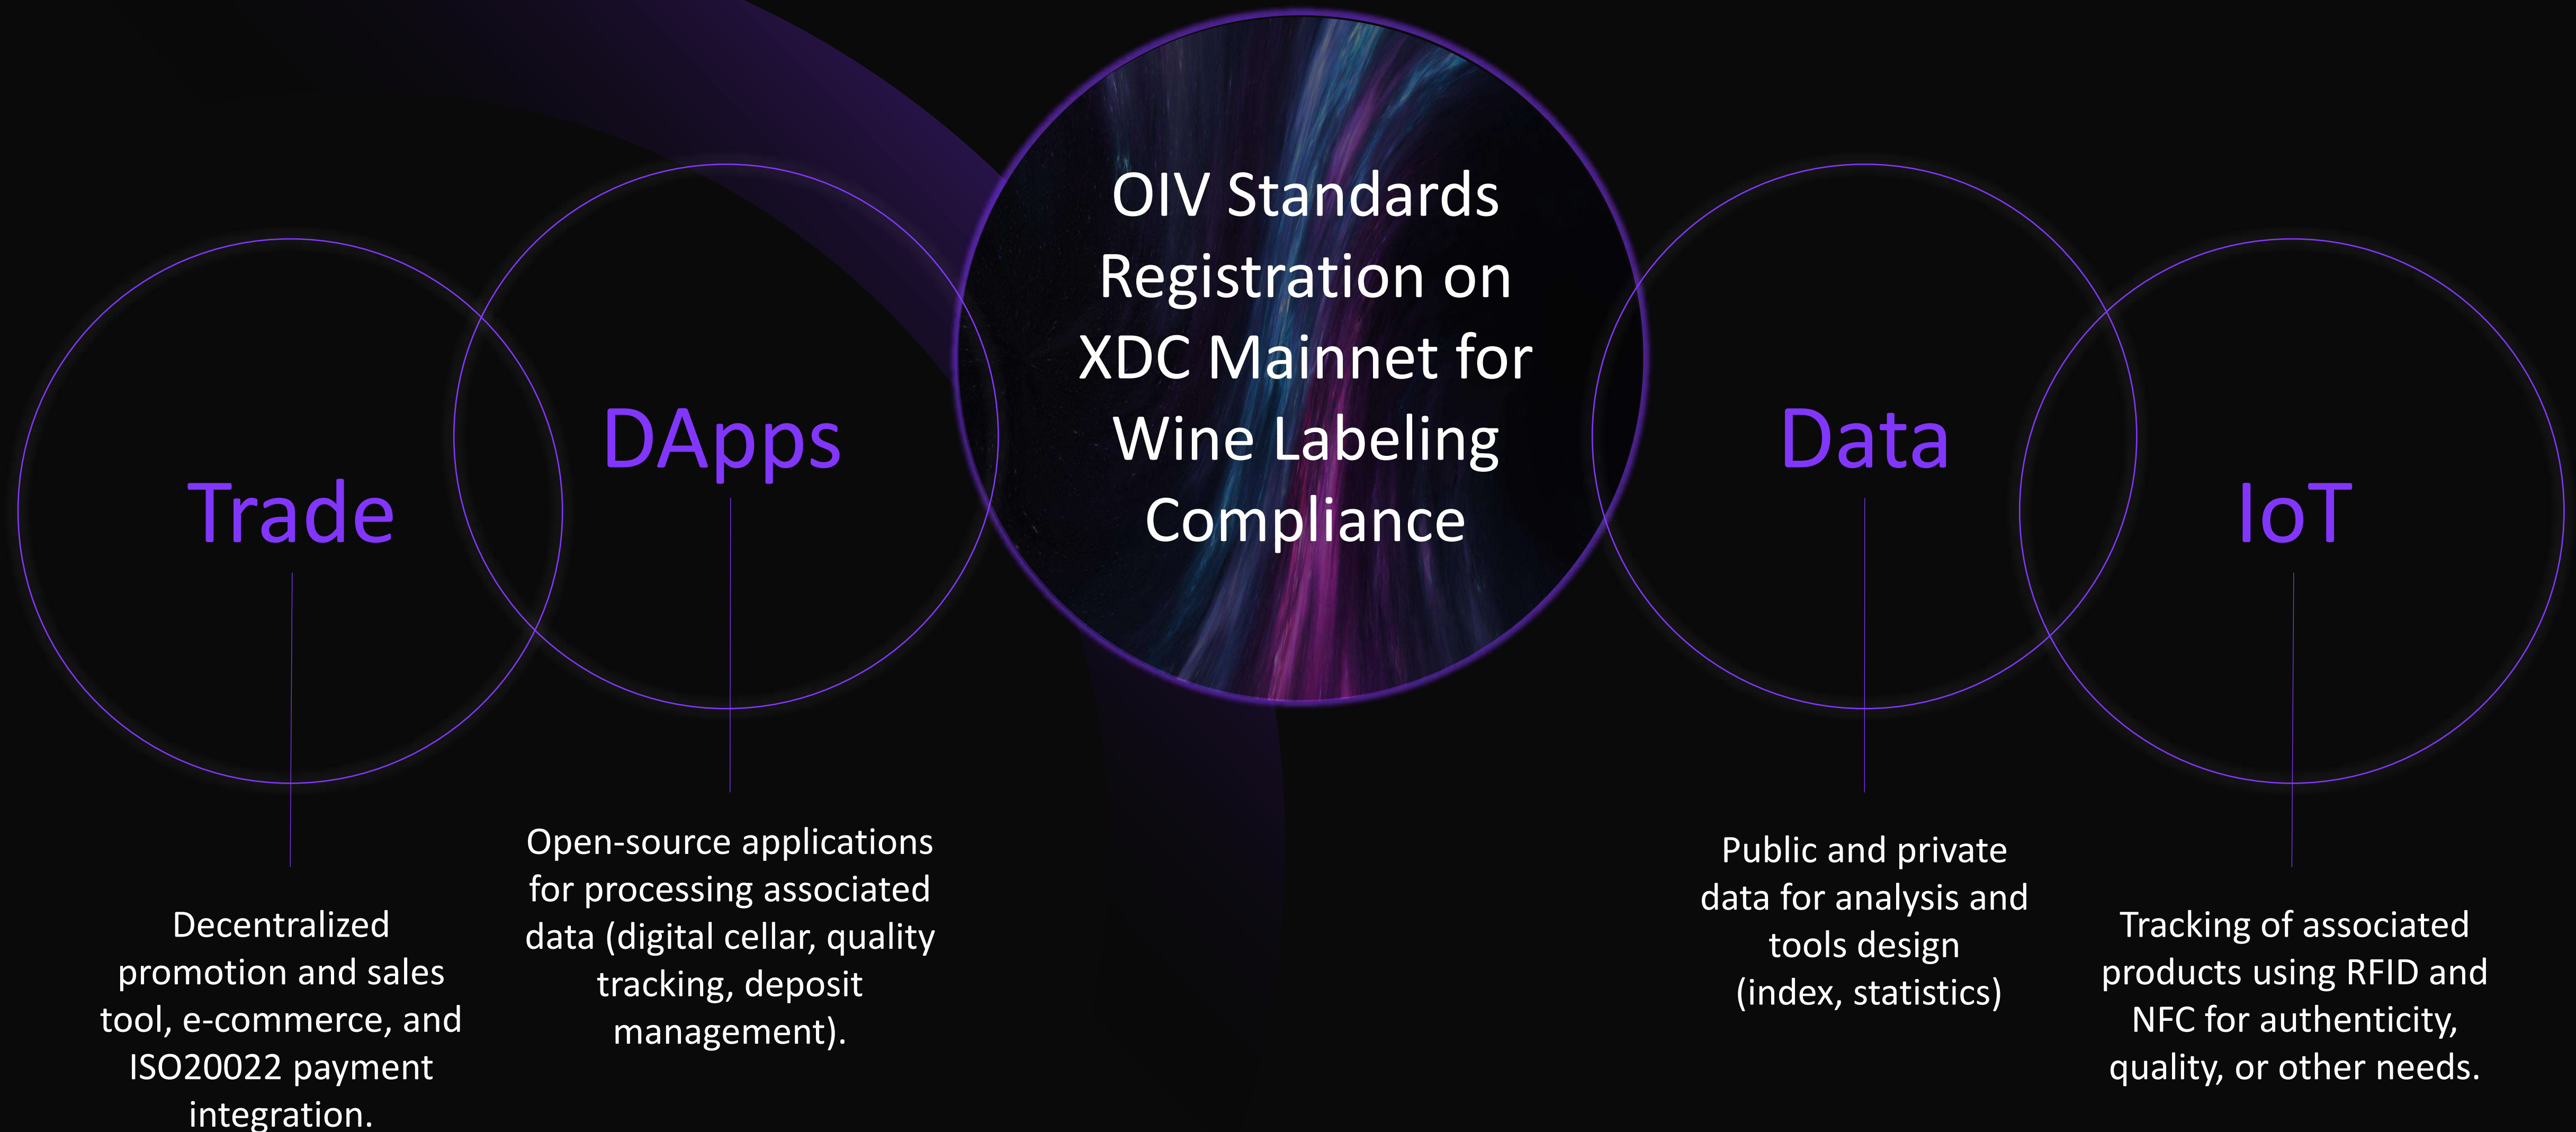 OIV Standards
Registration on
XDC Mainnet for
Wine Labeling
Compliance
Trade
Decentralized
promotion and sales
tool, e-commerce, and
ISO20022 payment
integration.
DApps
Open-source applications
for processing associated
data (digital cellar, quality
tracking, deposit
management).
Data
Public and private
data for analysis and
tools design
(index, statistics)
IoT
Tracking of associated
products using RFID and
NFC for authenticity,
quality, or other needs.